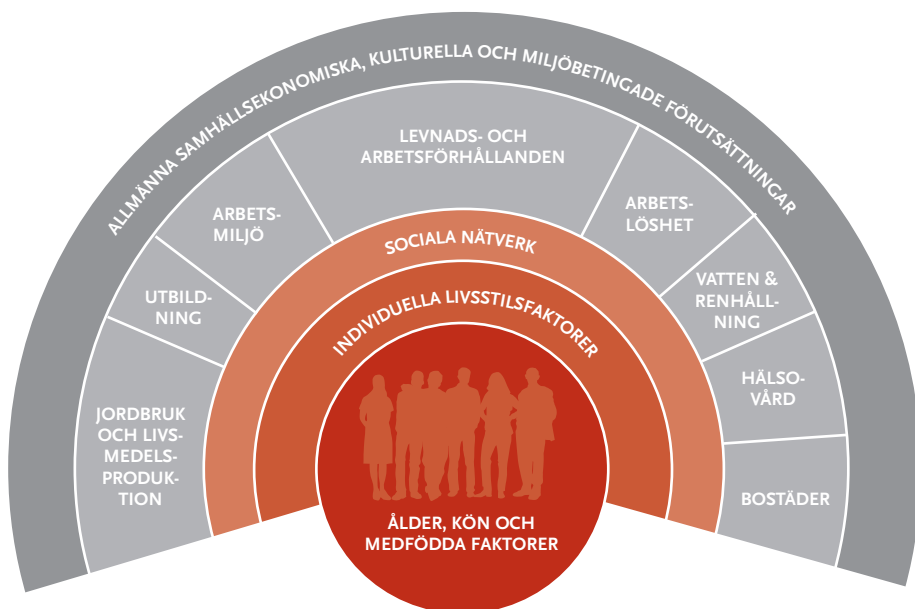 ALLMÄNNA SAMHÄLLSEKONOMISKA, KULTURELLA OCH MILJÖBETINGADE FÖRUTSÄTTNINGAR
LEVNADS- OCH
ARBETSFÖRHÅLLANDEN
ARBETS-
MILJÖ
ARBETS-
LÖSHET
UTBILD-
NING
VATTEN &
RENHÅLL-
NING
JORDBRUK
OCH LIVS-
MEDELS-
PRODUK-
TION
HÄLSO-
VÅRD
BOSTÄDER
SOCIALA NÄTVERK
INDIVIDUELLA LIVSSTILSFAKTORER
ÅLDER, KÖN OCH
MEDFÖDDA FAKTORER